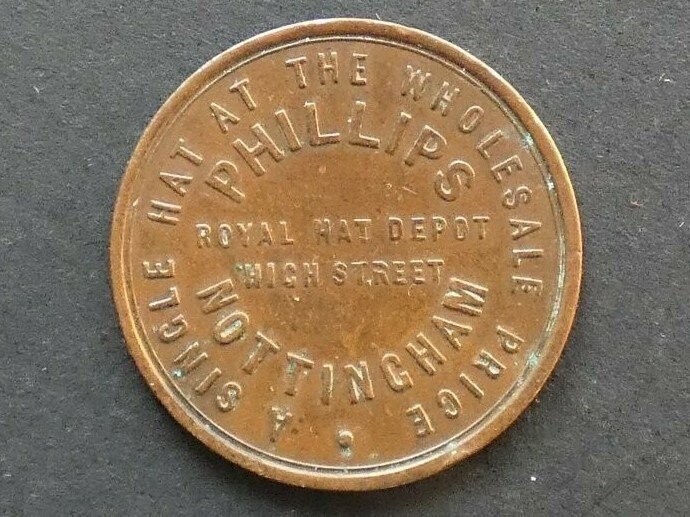 A SINGLE HAT AT THE WHOLESALE PRICE
PHILLIPS
ROYAL HAT DEPOT
HIGH STREET
NOTTINGHAM